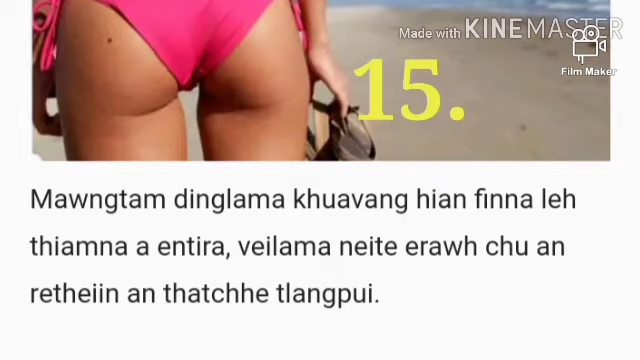 Made with KINEMASTER
Film Maker
15.
Mawngtam dinglama khuavang hian finna leh
thiamna a entira, veilama neite erawh chu an
retheiin an thatchhe tlangpui.